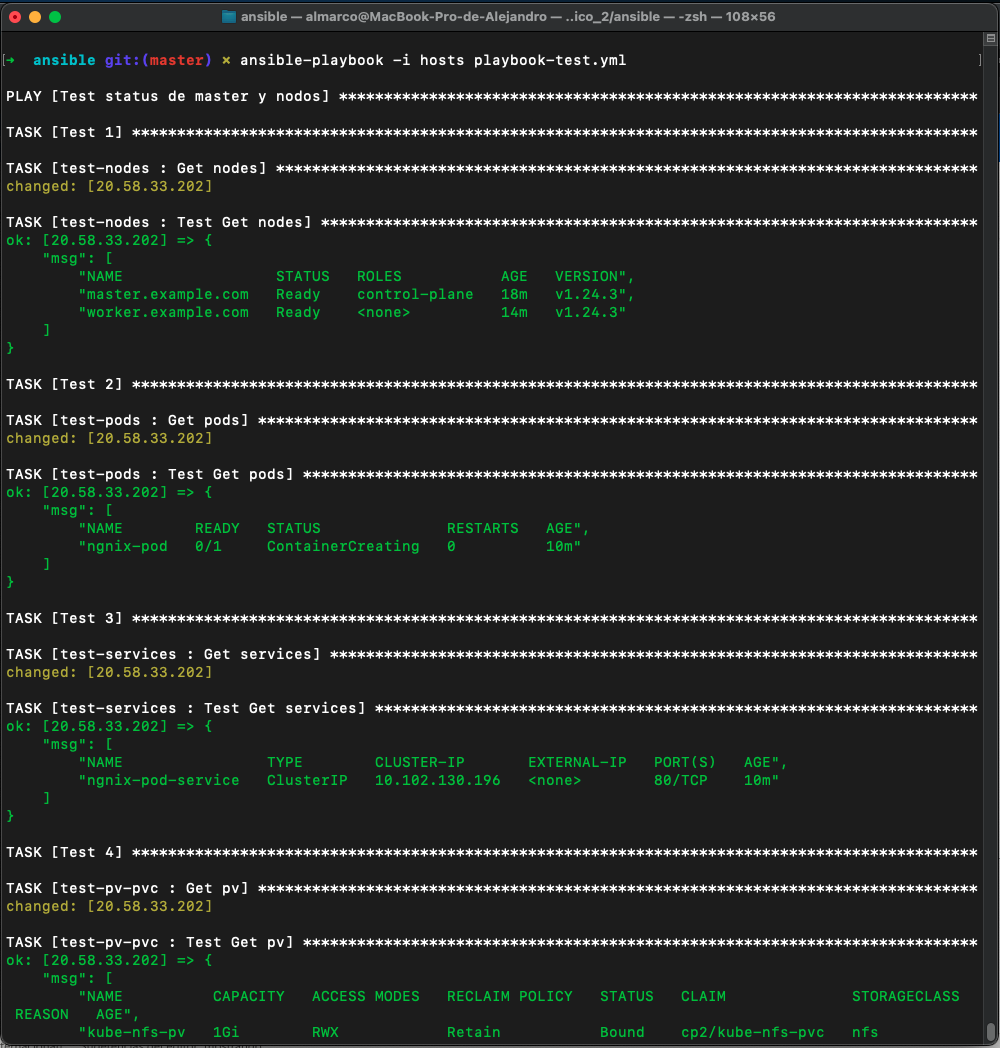 ansible — almarco@MacBook-Pro-de-Alejandro — ..ico_2/ansible — -zsh — 108×56
[➜  ansible git:(master) × ansible-playbook -i hosts playbook-test.yml ]
PLAY [Test status de master y nodos] ***********************************************************************
TASK [Test 1] **********************************************************************************************
TASK [test-nodes : Get nodes] ******************************************************************************
changed: [20.58.33.202]
TASK [test-nodes : Test Get nodes] *************************************************************************
ok: [20.58.33.202] => {
    "msg": [
        "NAME                 STATUS   ROLES           AGE   VERSION",
        "master.example.com   Ready    control-plane   18m   v1.24.3",
        "worker.example.com   Ready    <none>          14m   v1.24.3"
    ]
}
TASK [Test 2] **********************************************************************************************
TASK [test-pods : Get pods] ********************************************************************************
changed: [20.58.33.202]
TASK [test-pods : Test Get pods] ***************************************************************************
ok: [20.58.33.202] => {
    "msg": [
        "NAME        READY   STATUS              RESTARTS   AGE",
        "ngnix-pod   0/1     ContainerCreating   0          10m"
    ]
}
TASK [Test 3] **********************************************************************************************
TASK [test-services : Get services] ************************************************************************
changed: [20.58.33.202]
TASK [test-services : Test Get services] *******************************************************************
ok: [20.58.33.202] => {
    "msg": [
        "NAME                TYPE        CLUSTER-IP       EXTERNAL-IP   PORT(S)   AGE",
        "ngnix-pod-service   ClusterIP   10.102.130.196   <none>        80/TCP    10m"
    ]
}
TASK [Test 4] **********************************************************************************************
TASK [test-pv-pvc : Get pv] ********************************************************************************
changed: [20.58.33.202]
TASK [test-pv-pvc : Test Get pv] ***************************************************************************
ok: [20.58.33.202] => {
    "msg": [
        "NAME          CAPACITY   ACCESS MODES   RECLAIM POLICY   STATUS   CLAIM              STORAGECLASS
 REASON   AGE",
        "kube-nfs-pv   1Gi        RWX            Retain           Bound    cp2/kube-nfs-pvc   nfs